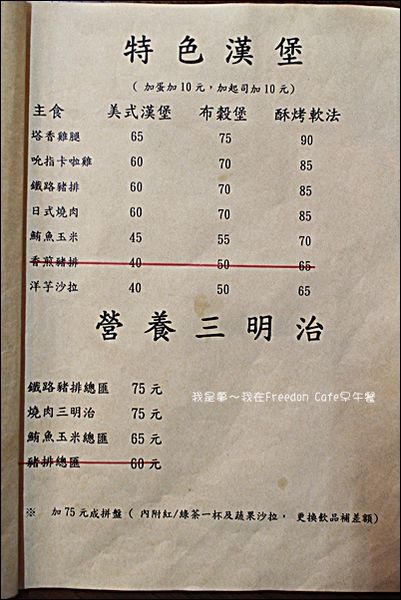 特色漢堡
( 加蛋加10元，加起司加10元)
主食 美式漢堡 布穀堡 酥烤軟法
塔香雞腿 65 75 90
吮指卡啦雞 60 70 85
鐵路豬排 60 70 85
日式燒肉 60 70 85
鮪魚玉米 45 55 70
香煎豬排 40 50 65
洋芋沙拉 40 50 65
營養三明治
鐵路豬排總匯 75元
燒肉三明治 75元
鮪魚玉米總匯 65元
豬排總匯 60元
我是華～我在Freedon Cafe早午餐
※ 加75元成拼盤 ( 內附紅/綠茶一杯及蔬果沙拉， 更換飲品補差額)